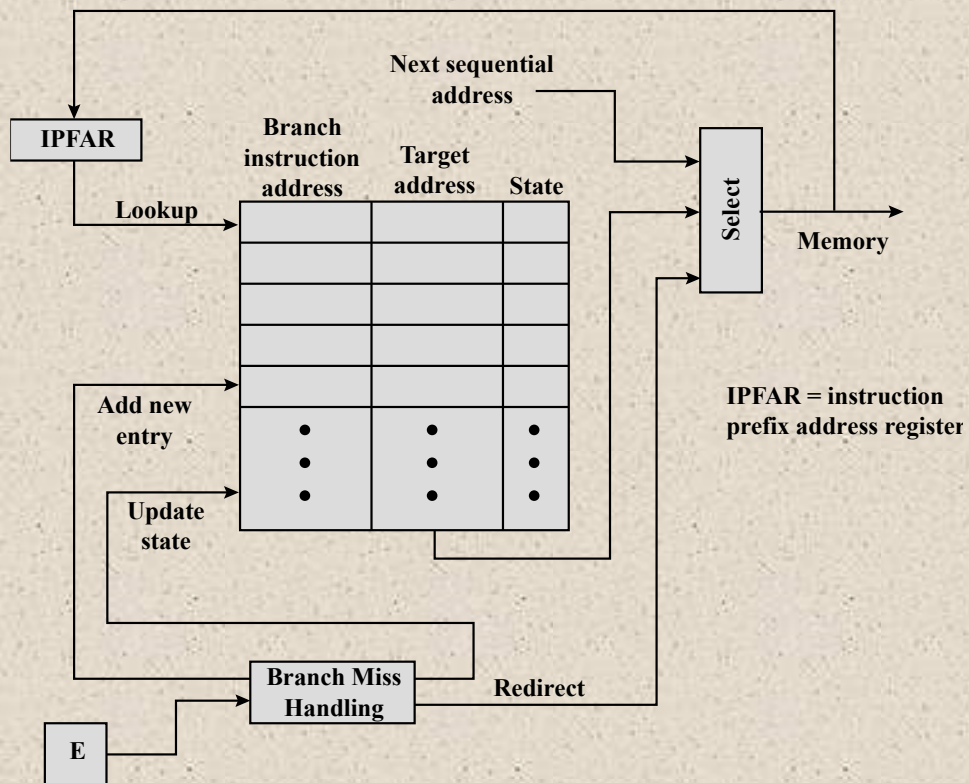 Next sequential
address
IPFAR
Branch
instruction
address
Target
address
State
Lookup
Select
Memory
Add new
entry
IPFAR = instruction
prefix address register
Update
state
Branch Miss
Handling
Redirect
E